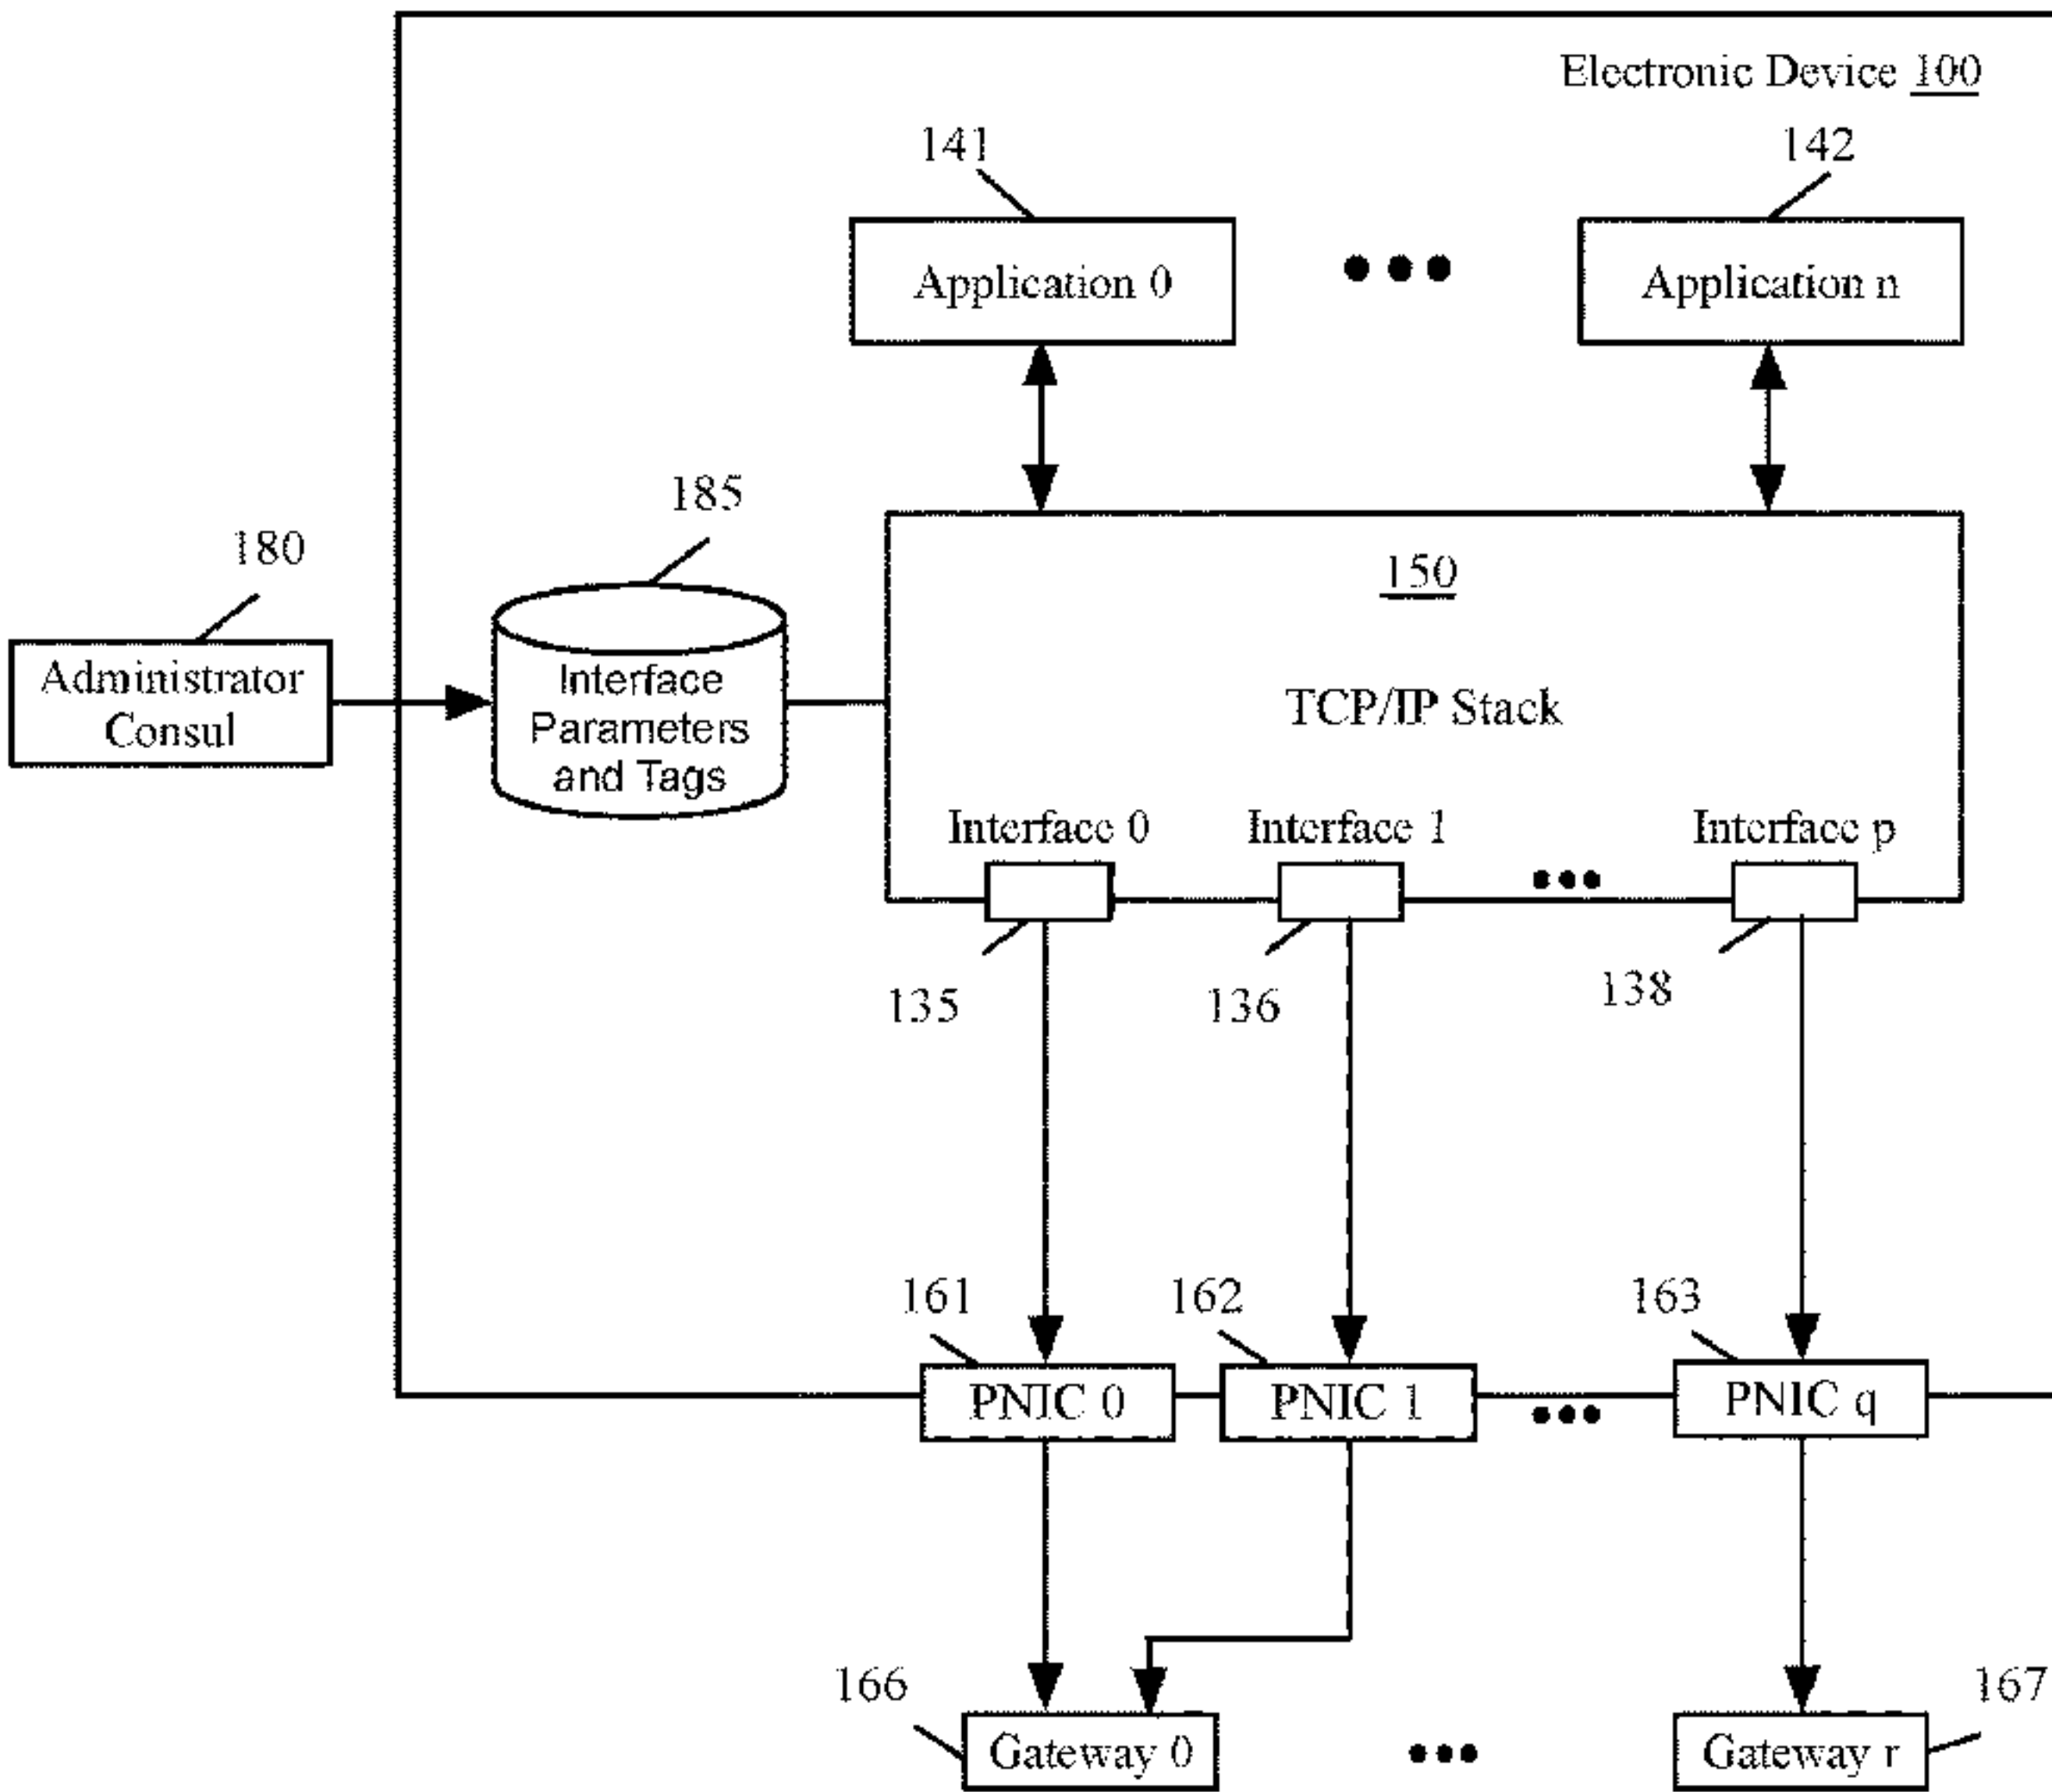 Electronic Device 100
141
142
Application 0
Application n
185
180
150
Administrator
Consul
Interface
Parameters
and Tags
TCP/IP Stack
Interface 0
Interface 1
Interface p
135
136
138
161
162
163
PNIC 0
PNIC 1
PNIC q
166
167
Gateway 0
Gateway r